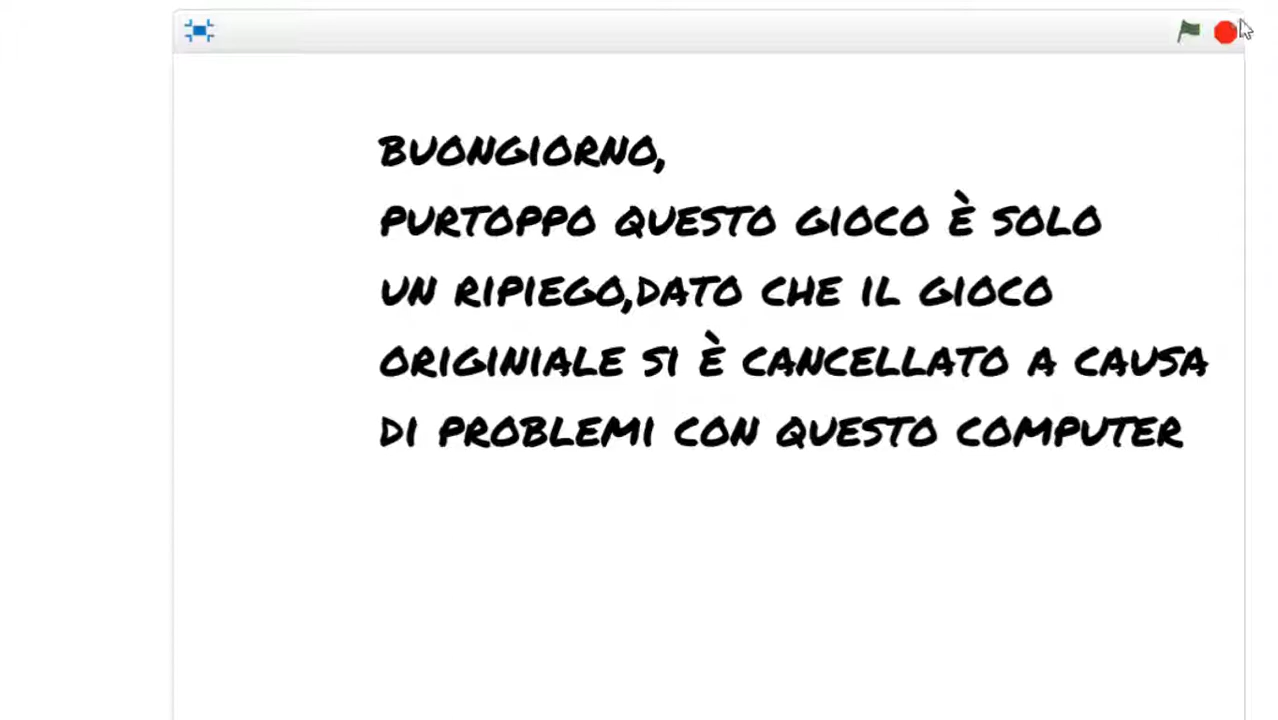 BUONGIORNO,
PURTOPPO QUESTO GIOCO È SOLO
UN RIPIEGO,DATO CHE IL GIOCO
ORIGINIALE SI È CANCELLATO A CAUSA
DI PROBLEMI CON QUESTO COMPUTER